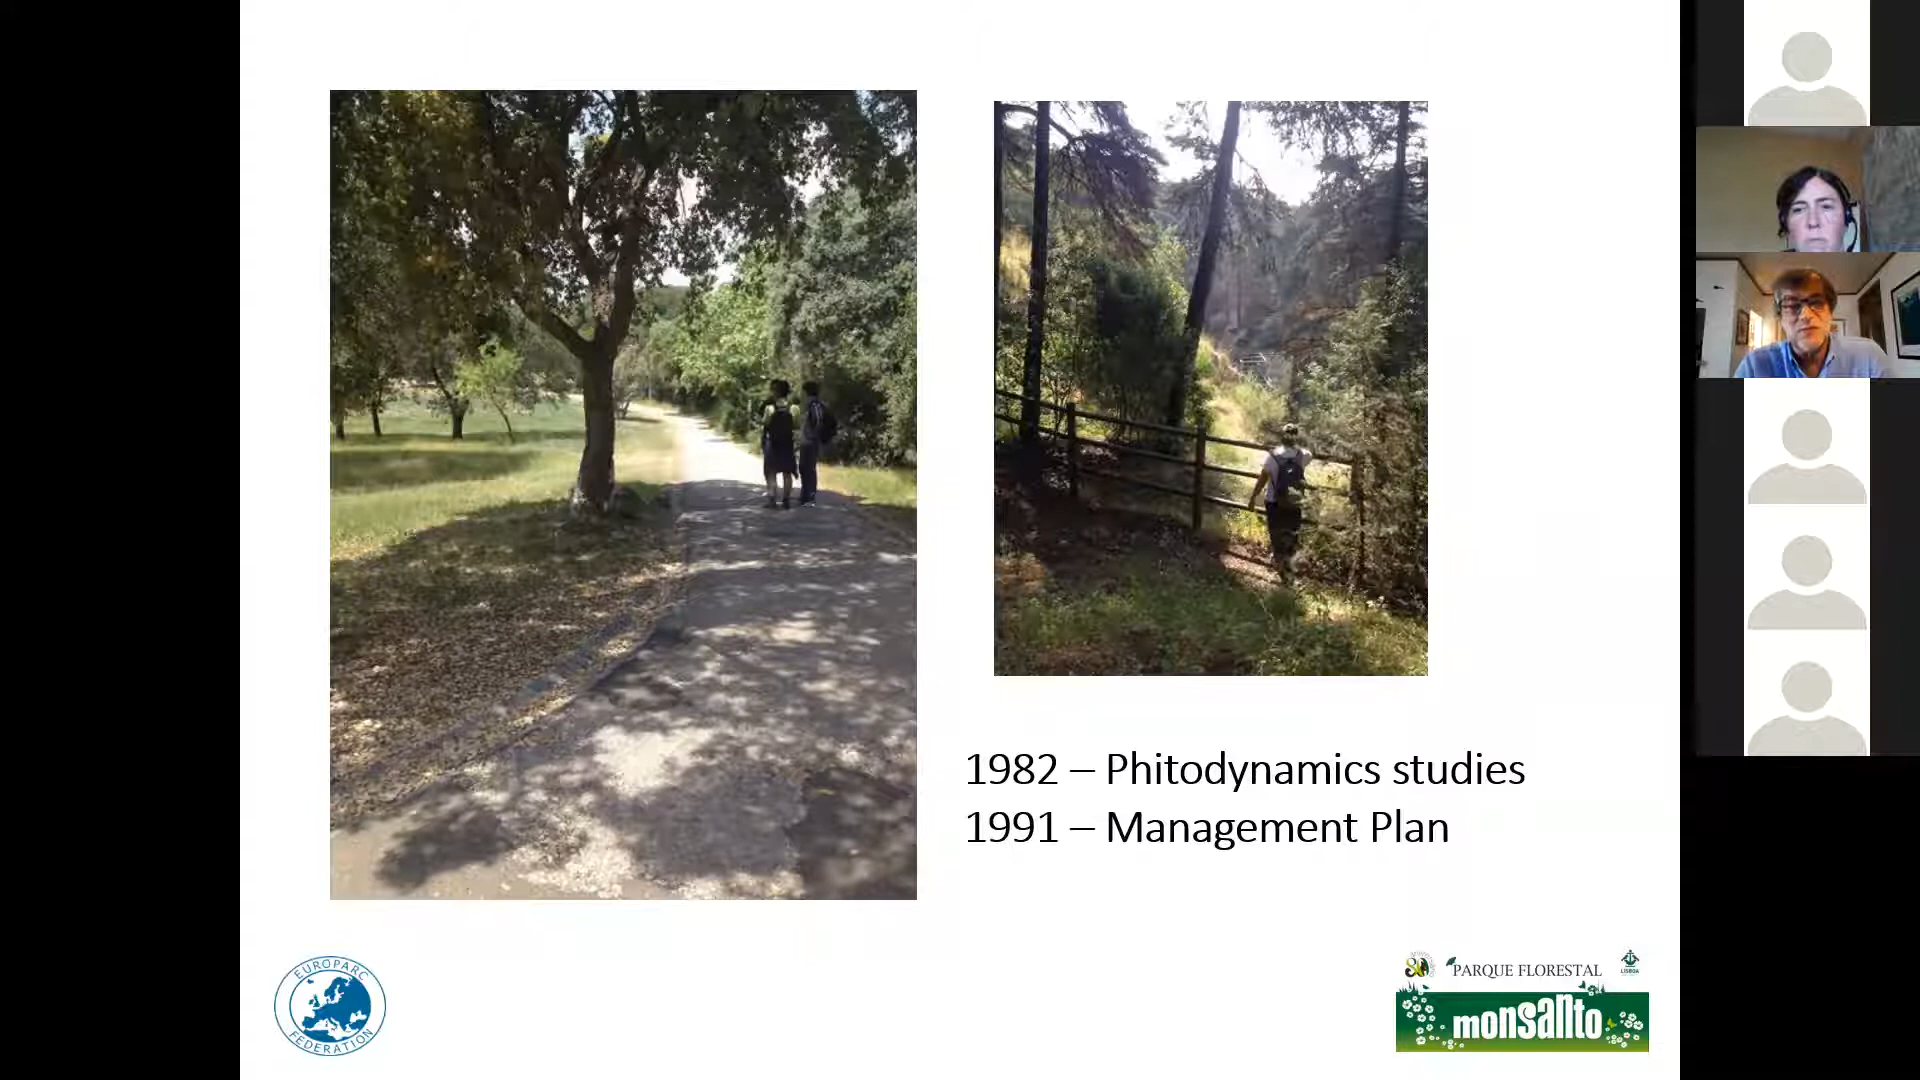 1982 – Phitodynamics studies
1991 – Management Plan
EUROPARC
FEDERATION
PARQUE FLORESTAL
LISBOA
monsanto